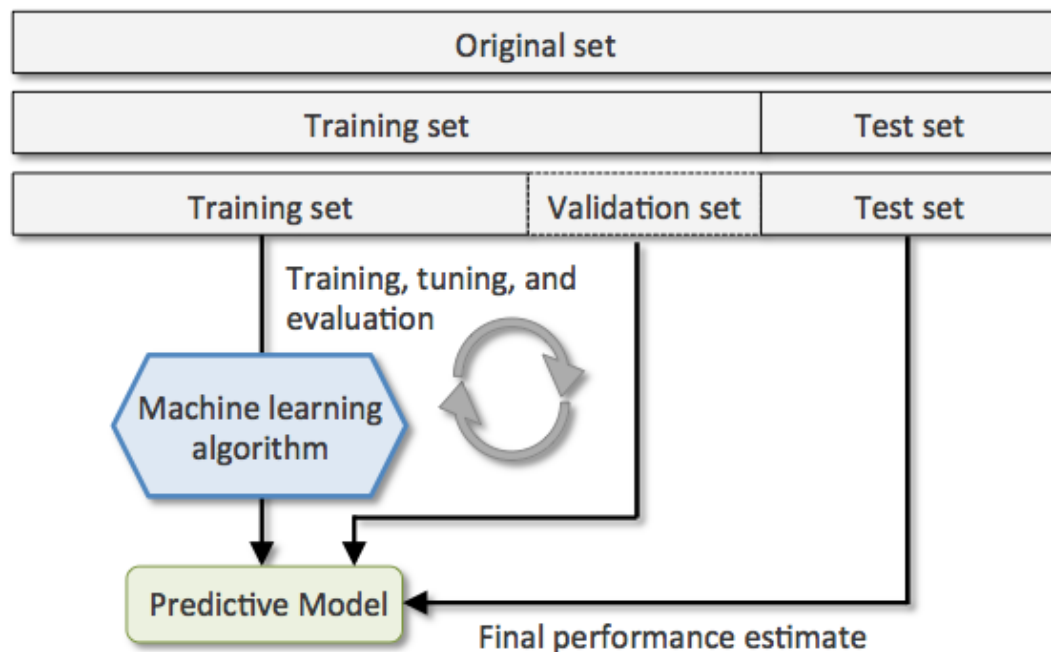 Original set
Training set
Test set
Training set
Validation set
Test set
Training, tuning, and
evaluation
Machine learning
algorithm
Predictive Model
Final performance estimate